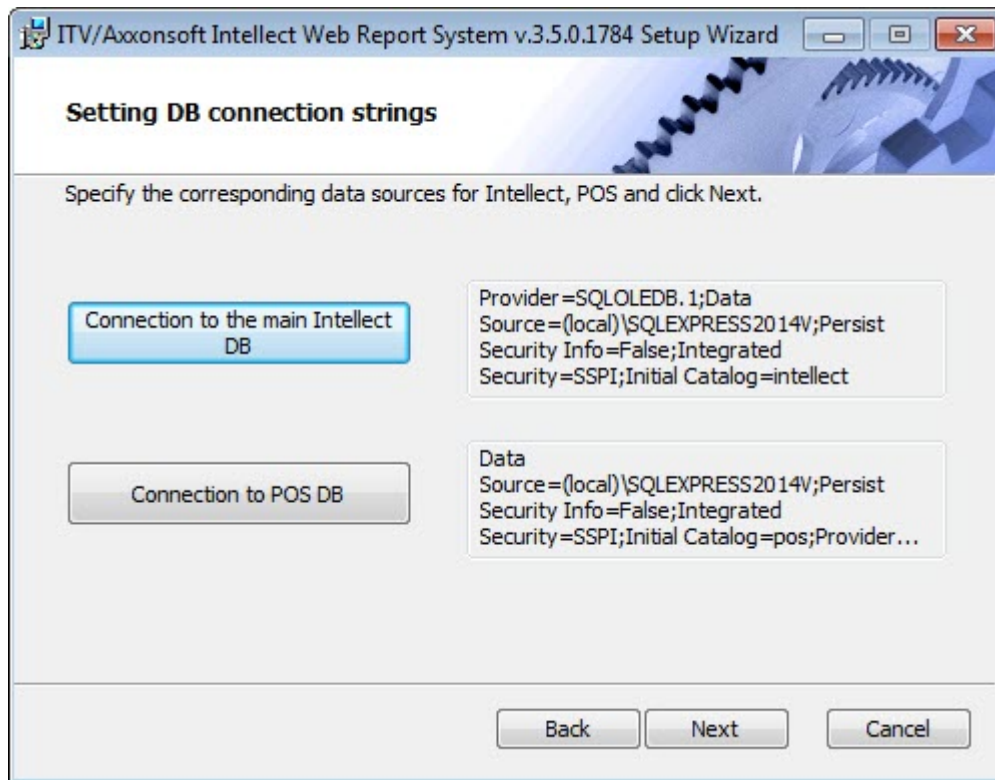 ITV/Axxonsoft Intellect Web Report System v.3.5.0.1784 Setup Wizard
Setting DB connection strings
Specify the corresponding data sources for Intellect, POS and click Next.
Connection to the main Intellect
DB
Provider=SQLOLEDB.1;Data
Source=(local)\SQLEXPRESS2014V;Persist
Security Info=False;Integrated
Security=SSPI;Initial Catalog=intellect
Connection to POS DB
Data
Source=(local)\SQLEXPRESS2014V;Persist
Security Info=False;Integrated
Security=SSPI;Initial Catalog=pos;Provider...
Back
Next
Cancel